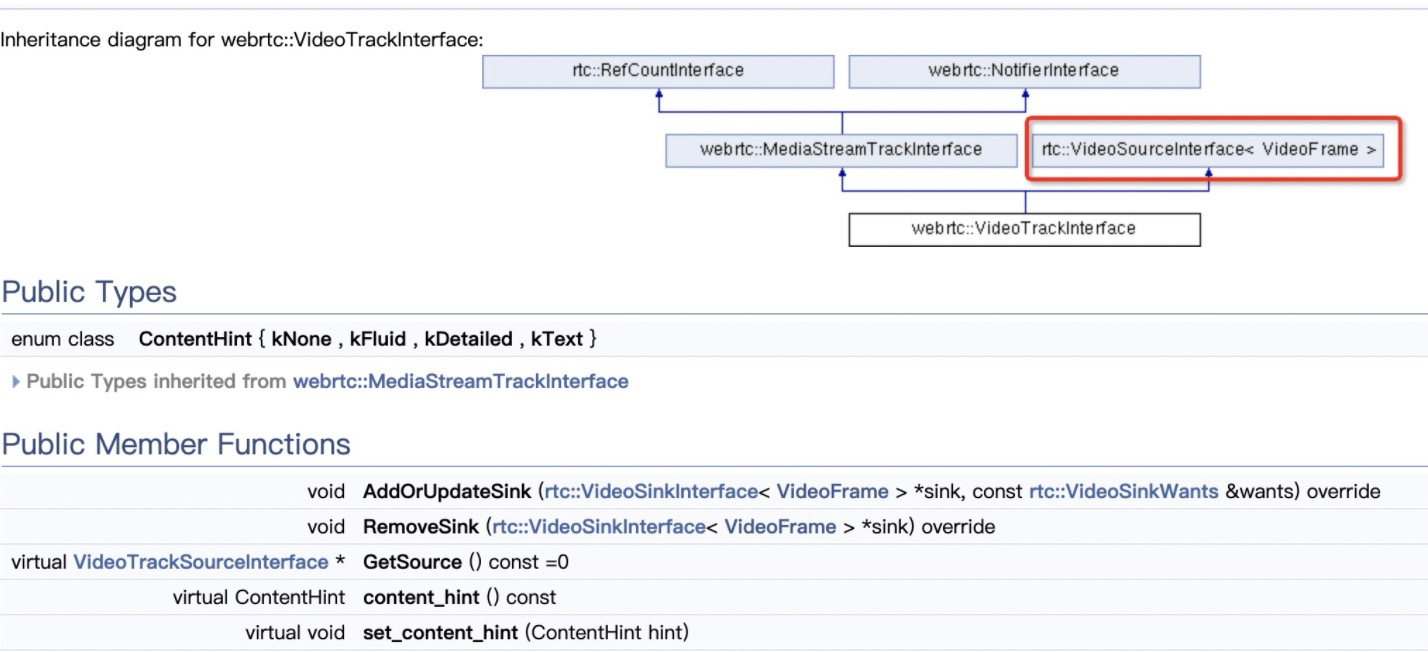 Inheritance diagram for webrtc::VideoTrackInterface:
rtc::RefCountInterface
webrtc::NotifierInterface
webrtc::MediaStreamTrackInterface
rtc::VideoSourceInterface< VideoFrame >
webrtc::VideoTrackInterface
Public Types
enum class ContentHint { kNone , kFluid , kDetailed , kText }
Public Types inherited from webrtc::MediaStreamTrackInterface
Public Member Functions
void AddOrUpdateSink (rtc::VideoSinkInterface< VideoFrame > *sink, const rtc::VideoSinkWants &wants) override
void RemoveSink (rtc::VideoSinkInterface< VideoFrame > *sink) override
virtual VideoTrackSourceInterface * GetSource () const =0
virtual ContentHint content_hint () const
virtual void set_content_hint (ContentHint hint)